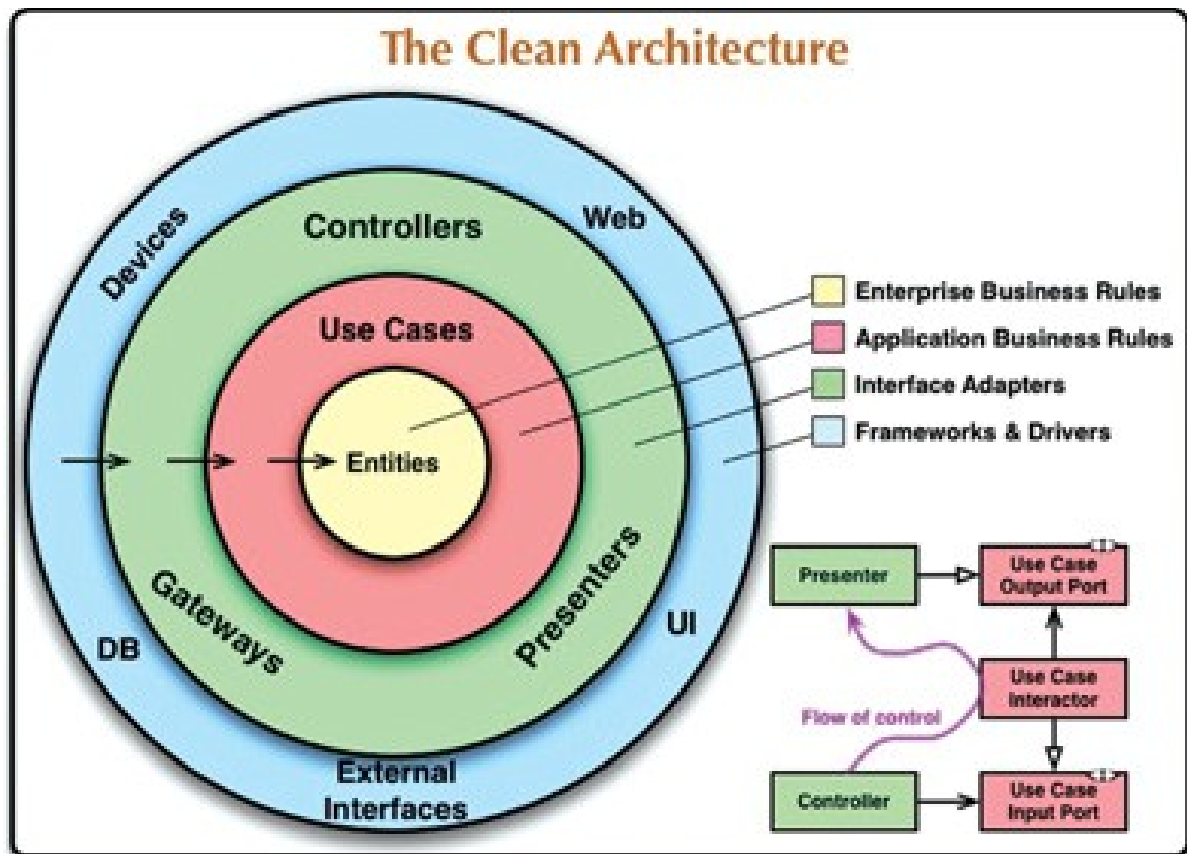 The Clean Architecture
Devices
Web
Controllers
Use Cases
Entities
Gateways
Presenters
DB
UI
External
Interfaces
Enterprise Business Rules
Application Business Rules
Interface Adapters
Frameworks & Drivers
Presenter
Use Case
Output Port
Use Case
Interactor
Flow of control
Controller
Use Case
Input Port